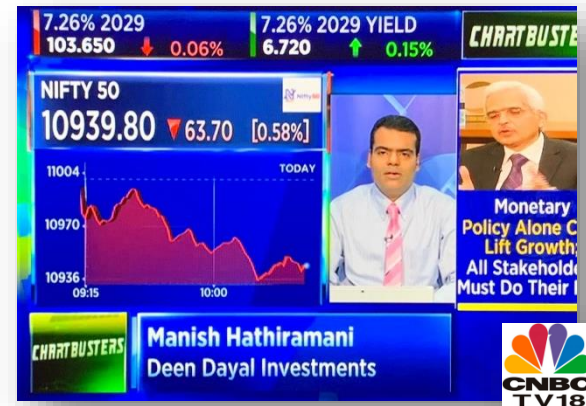 7.26% 2029
103.650 0.06%
7.26% 2029 YIELD
6.720 0.15%
CHARTBUSTE
NIFTY 50
10939.80 63.70 [0.58%]
Nifty50
11004
TODAY
10970
10936
09:15 10:00
Monetary
Policy Alone C
Lift Growth;
All Stakeholde
Must Do Their
CHARTBUSTERS
Manish Hathiramani
Deen Dayal Investments
CNBC
TV18